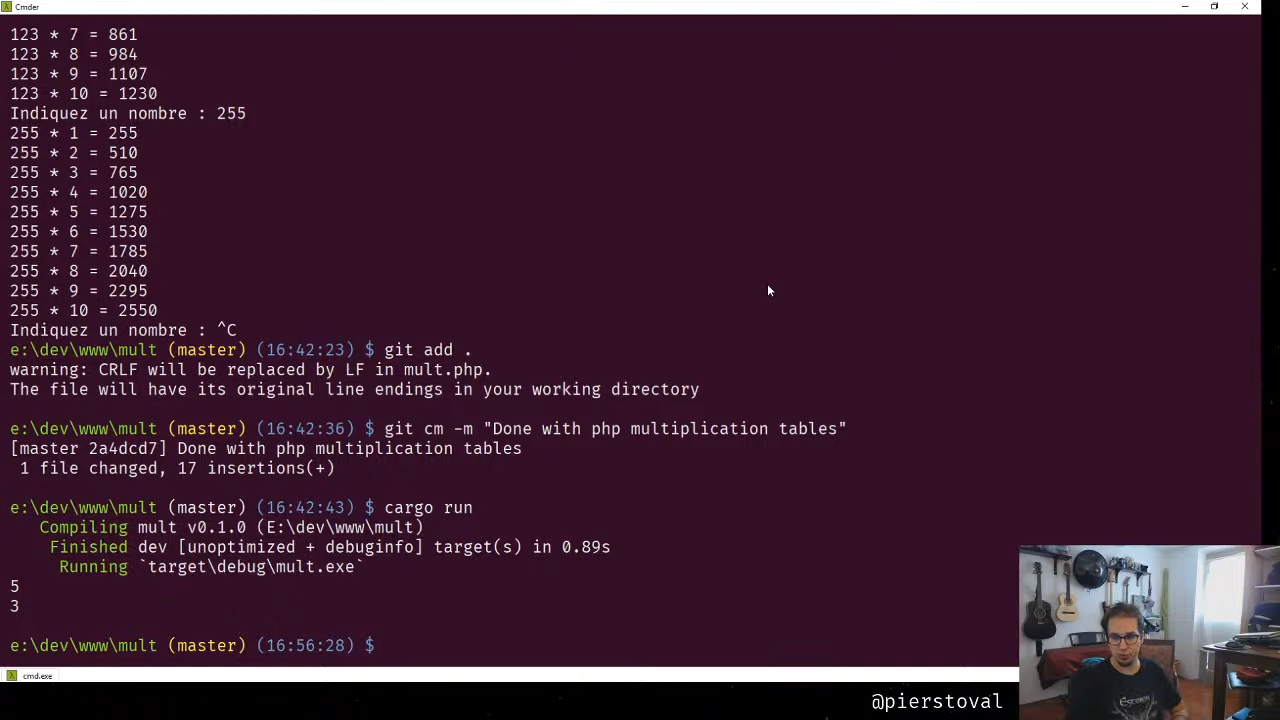 Cmder
123 * 7 = 861
123 * 8 = 984
123 * 9 = 1107
123 * 10 = 1230
Indiquez un nombre : 255
255 * 1 = 255
255 * 2 = 510
255 * 3 = 765
255 * 4 = 1020
255 * 5 = 1275
255 * 6 = 1530
255 * 7 = 1785
255 * 8 = 2040
255 * 9 = 2295
255 * 10 = 2550
Indiquez un nombre : ^C
e:\dev\www\mult (master) (16:42:23) $ git add .
warning: CRLF will be replaced by LF in mult.php.
The file will have its original line endings in your working directory
e:\dev\www\mult (master) (16:42:36) $ git cm -m "Done with php multiplication tables"
[master 2a4dcd7] Done with php multiplication tables
1 file changed, 17 insertions(+)
e:\dev\www\mult (master) (16:42:43) $ cargo run
Compiling mult v0.1.0 (E:\dev\www\mult)
Finished dev [unoptimized + debuginfo] target(s) in 0.89s
Running `target\debug\mult.exe`
5
3
e:\dev\www\mult (master) (16:56:28) $
cmd.exe
@pierstoval